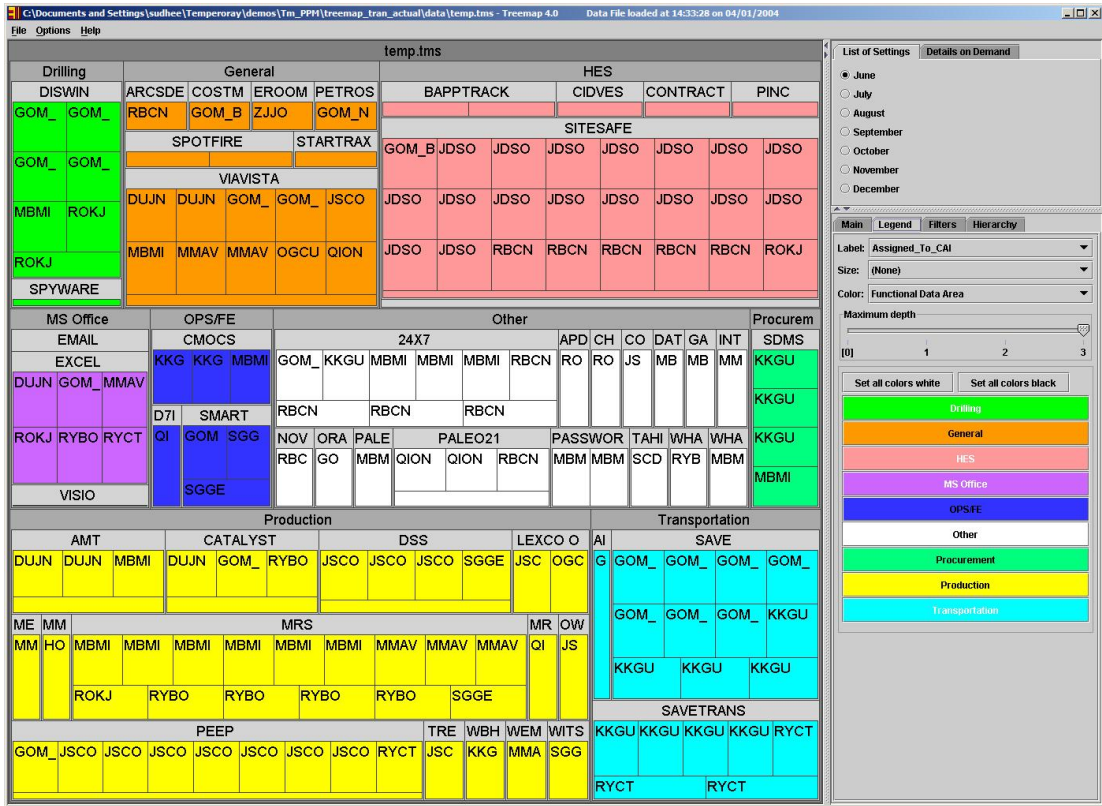 C:\Documents and Settings\sudhee\Temperoray\demos\Tm_PPM\treemap_tran_actual\data\temp.tms - Treemap 4.0 Data File loaded at 14:33:28 on 04/01/2004
File Options Help
temp.tms
Drilling General HES
DISWIN ARCSDE COSTM EROOM PETROS BAPPTRACK CIDVES CONTRACT PINC
GOM_ GOM_ RBCN GOM_B ZJJO GOM_N
SPOTFIRE STARTRAX SITESAFE
GOM_B JDSO JDSO JDSO JDSO JDSO JDSO JDSO
GOM_ GOM_ VIAVISTA
DUJN DUJN GOM_ GOM_ JSCO JDSO JDSO JDSO JDSO JDSO JDSO JDSO JDSO
MBMI ROKJ
MBMI MMAV MMAV OGCU QION JDSO JDSO RBCN RBCN RBCN RBCN RBCN ROKJ
ROKJ
SPYWARE
MS Office OPS/FE Other Procurem
EMAIL CMOCS 24X7 APD CH CO DAT GA INT SDMS
EXCEL KKG KKG MBMI GOM_ KKGU MBMI MBMI MBMI RBCN RO RO JS MB MB MM KKGU
DUJN GOM_ MMAV
KKGU
D7I SMART RBCN RBCN RBCN
ROKJ RYBO RYCT QI GOM SGG NOV ORA PALE PALEO21 PASSWOR TAHI WHA WHA KKGU
RBC GO MBM QION QION RBCN MBM MBM SCD RYB MBM
MBMI
VISIO SGGE
Production Transportation
AMT CATALYST DSS LEXCO O AI SAVE
DUJN DUJN MBMI DUJN GOM_ RYBO JSCO JSCO JSCO SGGE JSC OGC G GOM_ GOM_ GOM_ GOM_
GOM_ GOM_ GOM_ KKGU
ME MM MRS MR OW
MM HO MBMI MBMI MBMI MBMI MBMI MBMI MMAV MMAV MMAV QI JS
KKGU KKGU KKGU
ROKJ RYBO RYBO RYBO RYBO SGGE
SAVETRANS
PEEP TRE WBH WEM WITS KKGU KKGU KKGU KKGU RYCT
GOM_ JSCO JSCO JSCO JSCO JSCO JSCO JSCO RYCT JSC KKG MMA SGG
RYCT RYCT
List of Settings Details on Demand
June
July
August
September
October
November
December
Main Legend Filters Hierarchy
Label: Assigned_To_CAI
Size: (None)
Color: Functional Data Area
Maximum depth
[0] 1 2 3
Set all colors white Set all colors black
Drilling
General
HES
MS Office
OPS/FE
Other
Procurement
Production
Transportation